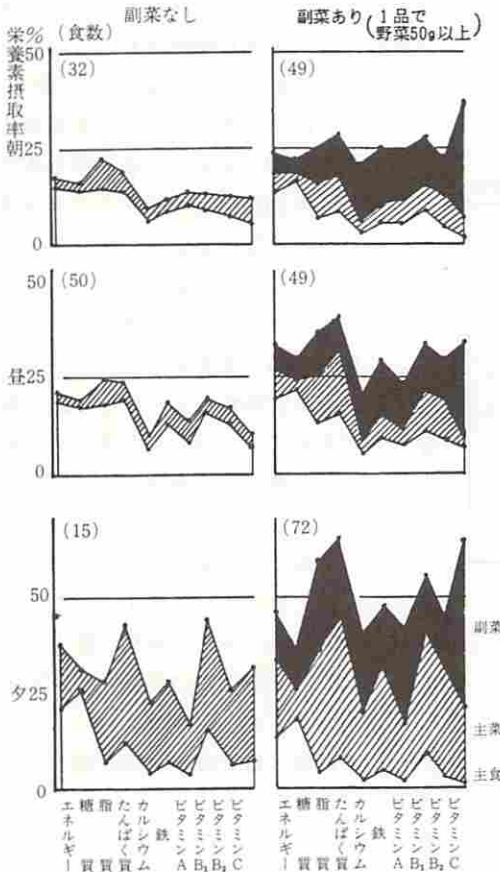 副菜なし
副菜あり(1品で野菜50g以上)
栄養素摂取率
%
(食数)
50
(32)
(49)
朝25
0
50
(50)
(49)
昼25
0
(15)
(72)
50
夕25
0
副菜
主菜
主食
エネルギー
糖質
脂質
たんぱく質
カルシウム
鉄
ビタミンA
ビタミンB₁
ビタミンB₂
ビタミンC
エネルギー
糖質
脂質
たんぱく質
カルシウム
鉄
ビタミンA
ビタミンB₁
ビタミンB₂
ビタミンC